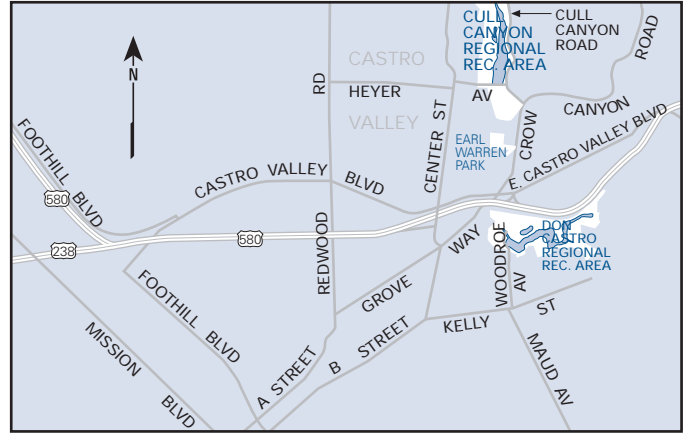 CULL
CANYON
REGIONAL
REC. AREA
CULL
CANYON
ROAD
ROAD
N
CASTRO
VALLEY
RD
HEYER
AV
CANYON
CROW
CENTER ST
EARL
WARREN
PARK
E. CASTRO VALLEY BLVD
FOOTHILL BLVD
CASTRO VALLEY BLVD
580
238
580
REDWOOD
GROVE WAY
WOODROE
AV
DON
CASTRO
REGIONAL
REC. AREA
FOOTHILL BLVD
MISSION BLVD
A STREET
B STREET
KELLY ST
MAUD AV